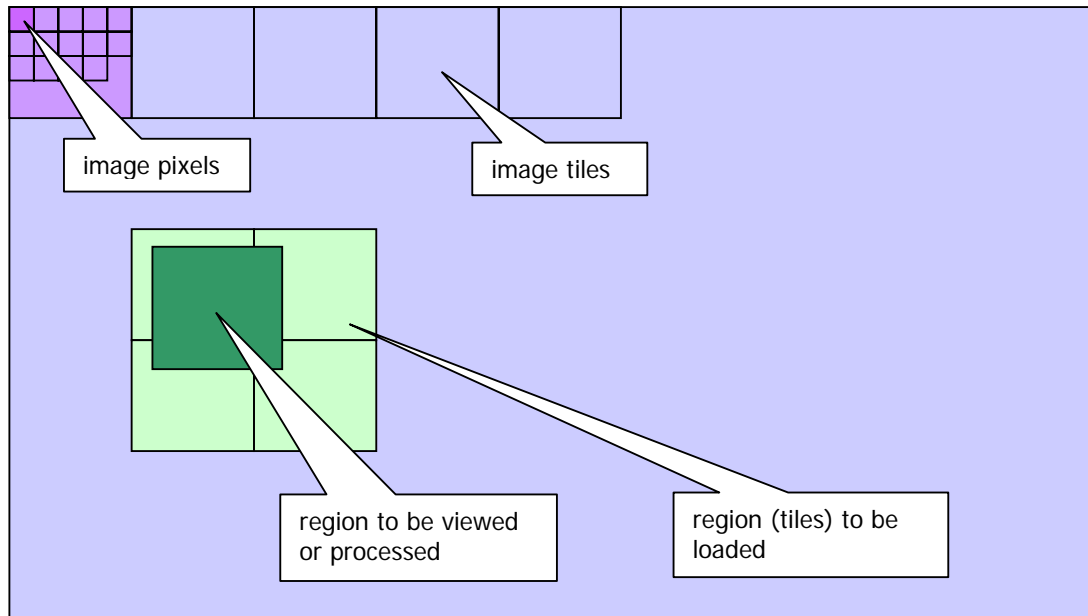 image pixels
image tiles
region to be viewed
or processed
region (tiles) to be
loaded